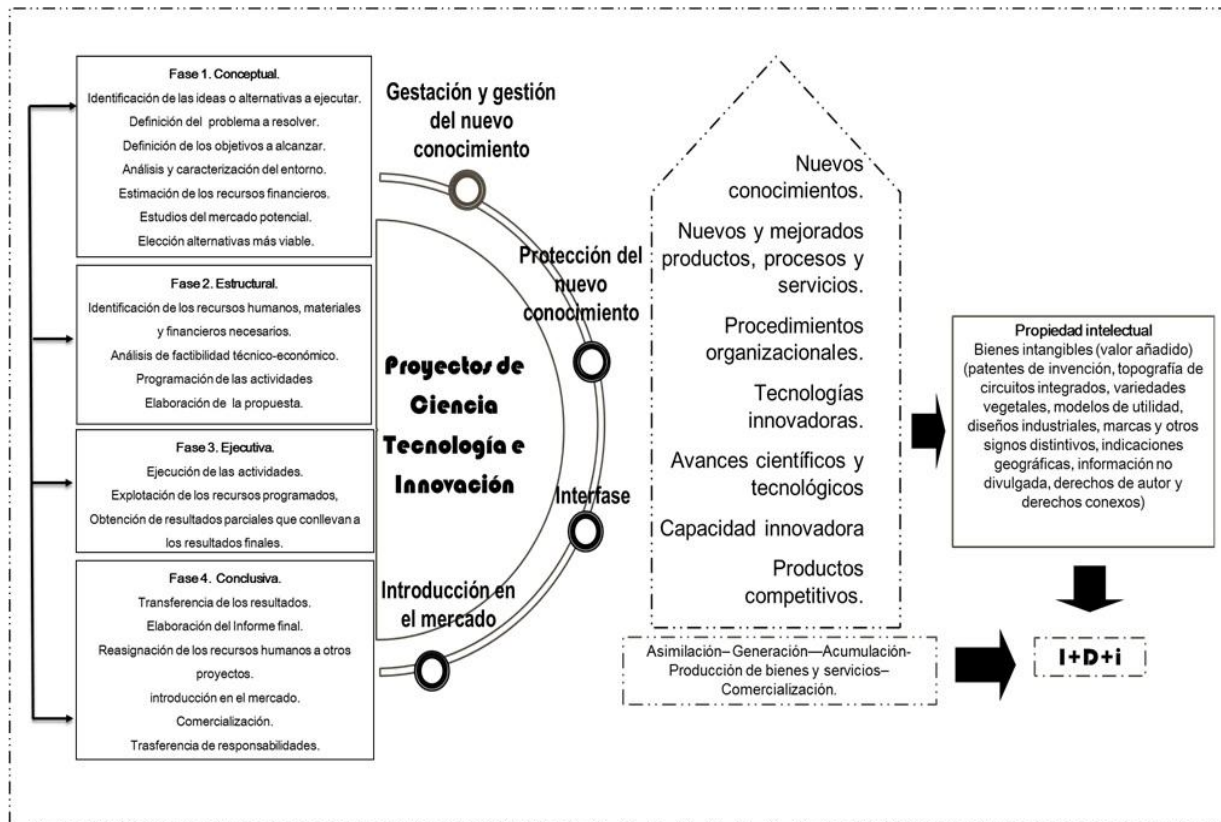 Fase 1. Conceptual.
Identificación de las ideas o alternativas a ejecutar.
Definición del problema a resolver.
Definición de los objetivos a alcanzar.
Análisis y caracterización del entorno.
Estimación de los recursos financieros.
Estudios del mercado potencial.
Elección alternativas más viable.
Fase 2. Estructural.
Identificación de los recursos humanos, materiales
y financieros necesarios.
Análisis de factibilidad técnico-económico.
Programación de las actividades
Elaboración de la propuesta.
Fase 3. Ejecutiva.
Ejecución de las actividades.
Explotación de los recursos programados,
Obtención de resultados parciales que conllevan a
los resultados finales.
Fase 4. Conclusiva.
Transferencia de los resultados.
Elaboración del Informe final.
Reasignación de los recursos humanos a otros
proyectos.
introducción en el mercado.
Comercialización.
Trasferencia de responsabilidades.
Gestación y gestión
del nuevo
conocimiento
Protección del
nuevo
conocimiento
Proyectos de
Ciencia
Tecnología e
Innovación
Interfase
Introducción en
el mercado
Nuevos
conocimientos.
Nuevos y mejorados
productos, procesos y
servicios.
Procedimientos
organizacionales.
Tecnologías
innovadoras.
Avances científicos y
tecnológicos
Capacidad innovadora
Productos
competitivos.
Asimilación– Generación—Acumulación-
Producción de bienes y servicios–
Comercialización.
Propiedad intelectual
Bienes intangibles (valor añadido)
(patentes de invención, topografía de
circuitos integrados, variedades
vegetales, modelos de utilidad,
diseños industriales, marcas y otros
signos distintivos, indicaciones
geográficas, información no
divulgada, derechos de autor y
derechos conexos)
I+D+i